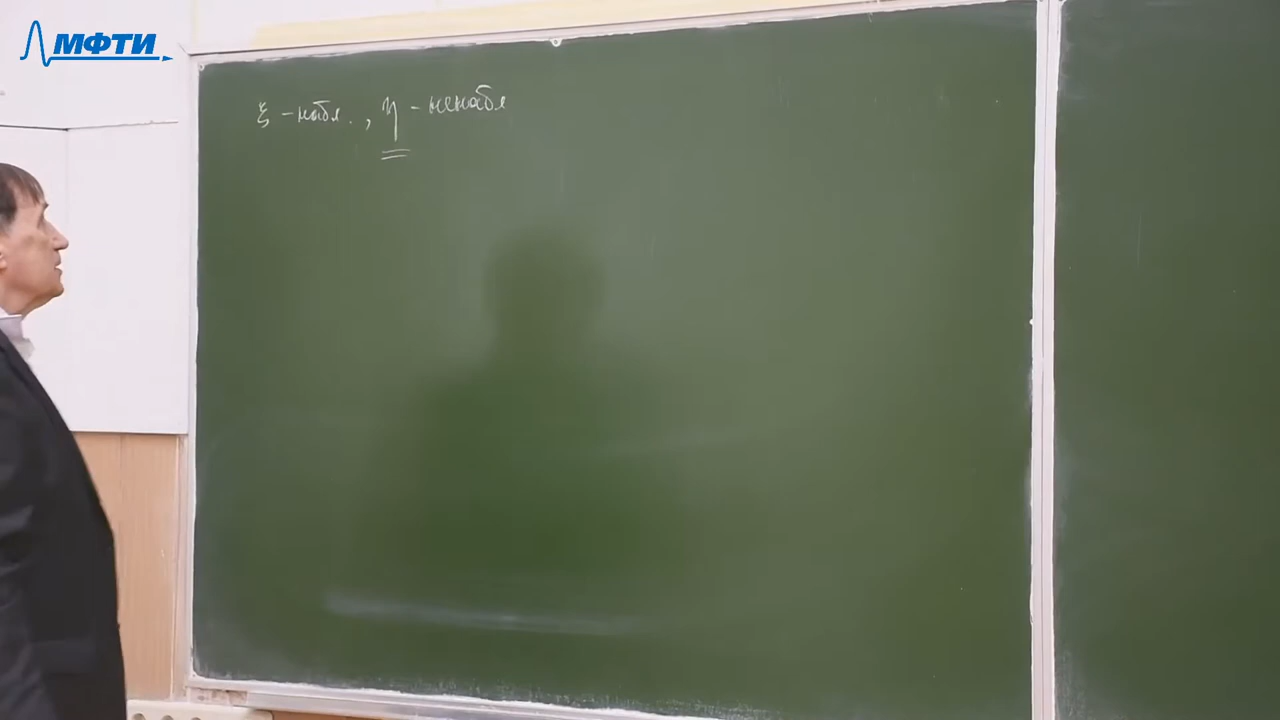 МФТИ
ξ - набл. , η - ненабл